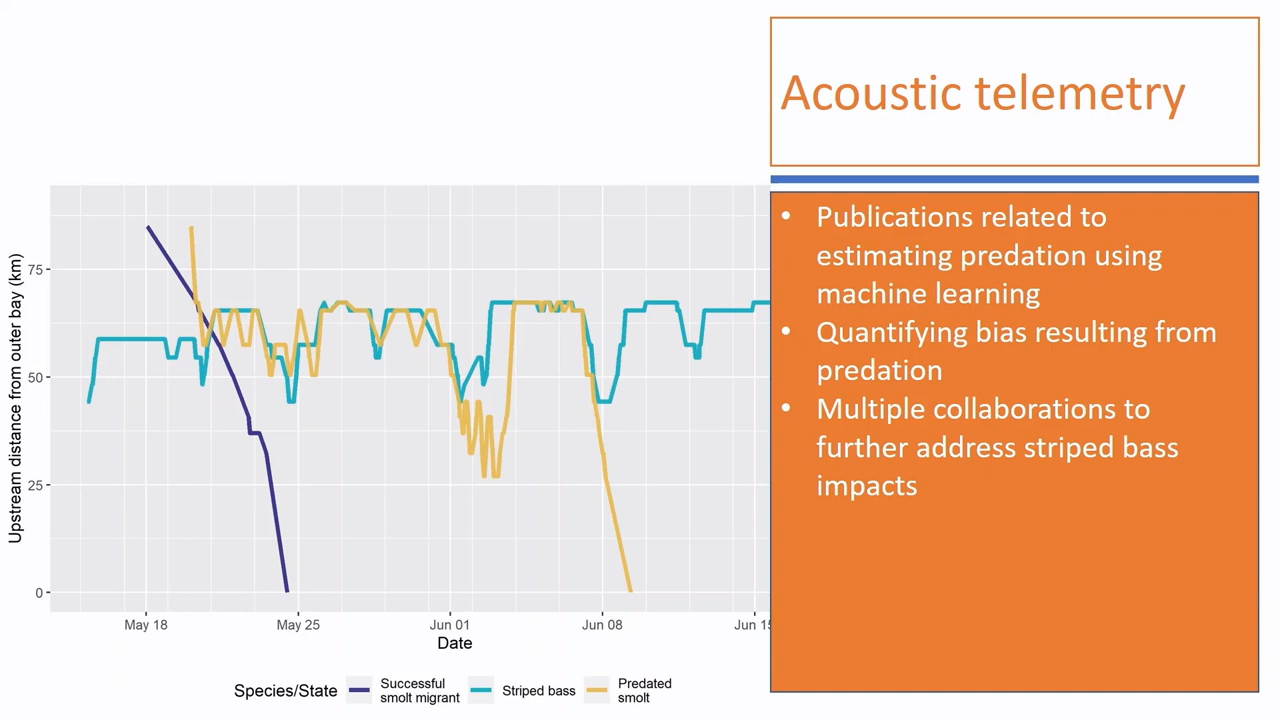 Acoustic telemetry
• Publications related to
estimating predation using
machine learning
• Quantifying bias resulting from
predation
• Multiple collaborations to
further address striped bass
impacts
Upstream distance from outer bay (km)
75
50
25
0
May 18
May 25
Jun 01
Jun 08
Jun 15
Date
Species/State
Successful
smolt migrant
Striped bass
Predated
smolt